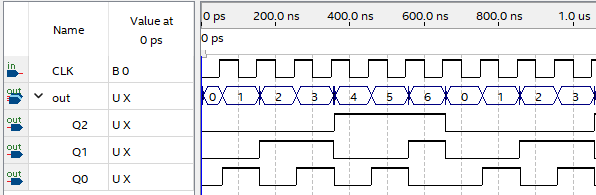 Name Value at 0 ps 0 ps 200.0 ns 400.0 ns 600.0 ns 800.0 ns 1.0 us
0 ps
in CLK B 0
out out U X 0 1 2 3 4 5 6 0 1 2 3
out Q2 U X
out Q1 U X
out Q0 U X